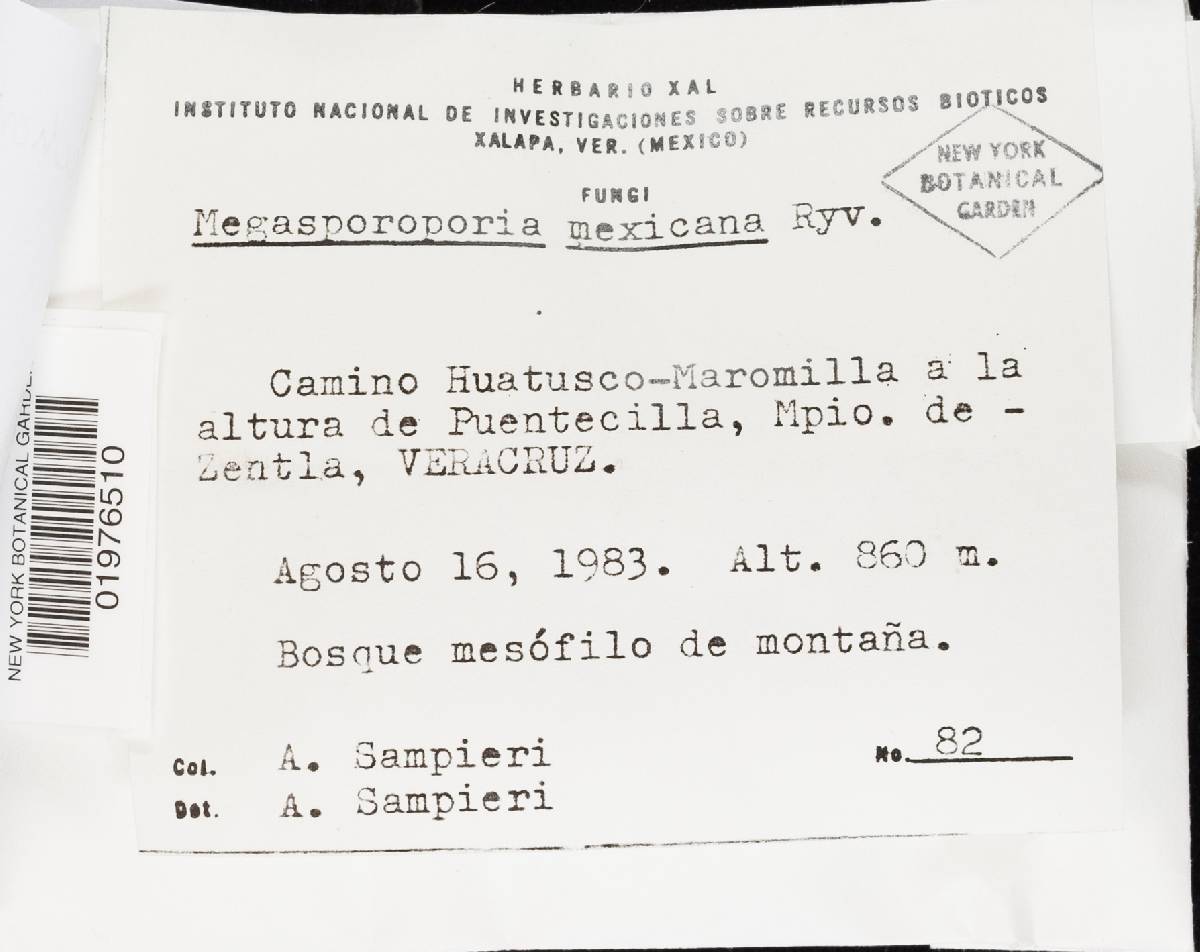 HERBARIO XAL
INSTITUTO NACIONAL DE INVESTIGACIONES SOBRE RECURSOS BIOTICOS
XALAPA, VER. (MEXICO)
NEW YORK
BOTANICAL
GARDEN
FUNGI
Megasporoporia mexicana Ryv.
Camino Huatusco-Maromilla a la
altura de Puentecilla, Mpio. de -
Zentla, VERACRUZ.
Agosto 16, 1983. Alt. 860 m.
Bosque mesófilo de montaña.
Col. A. Sampieri No. 82
Det. A. Sampieri
NEW YORK BOTANICAL GARDEN
01976510